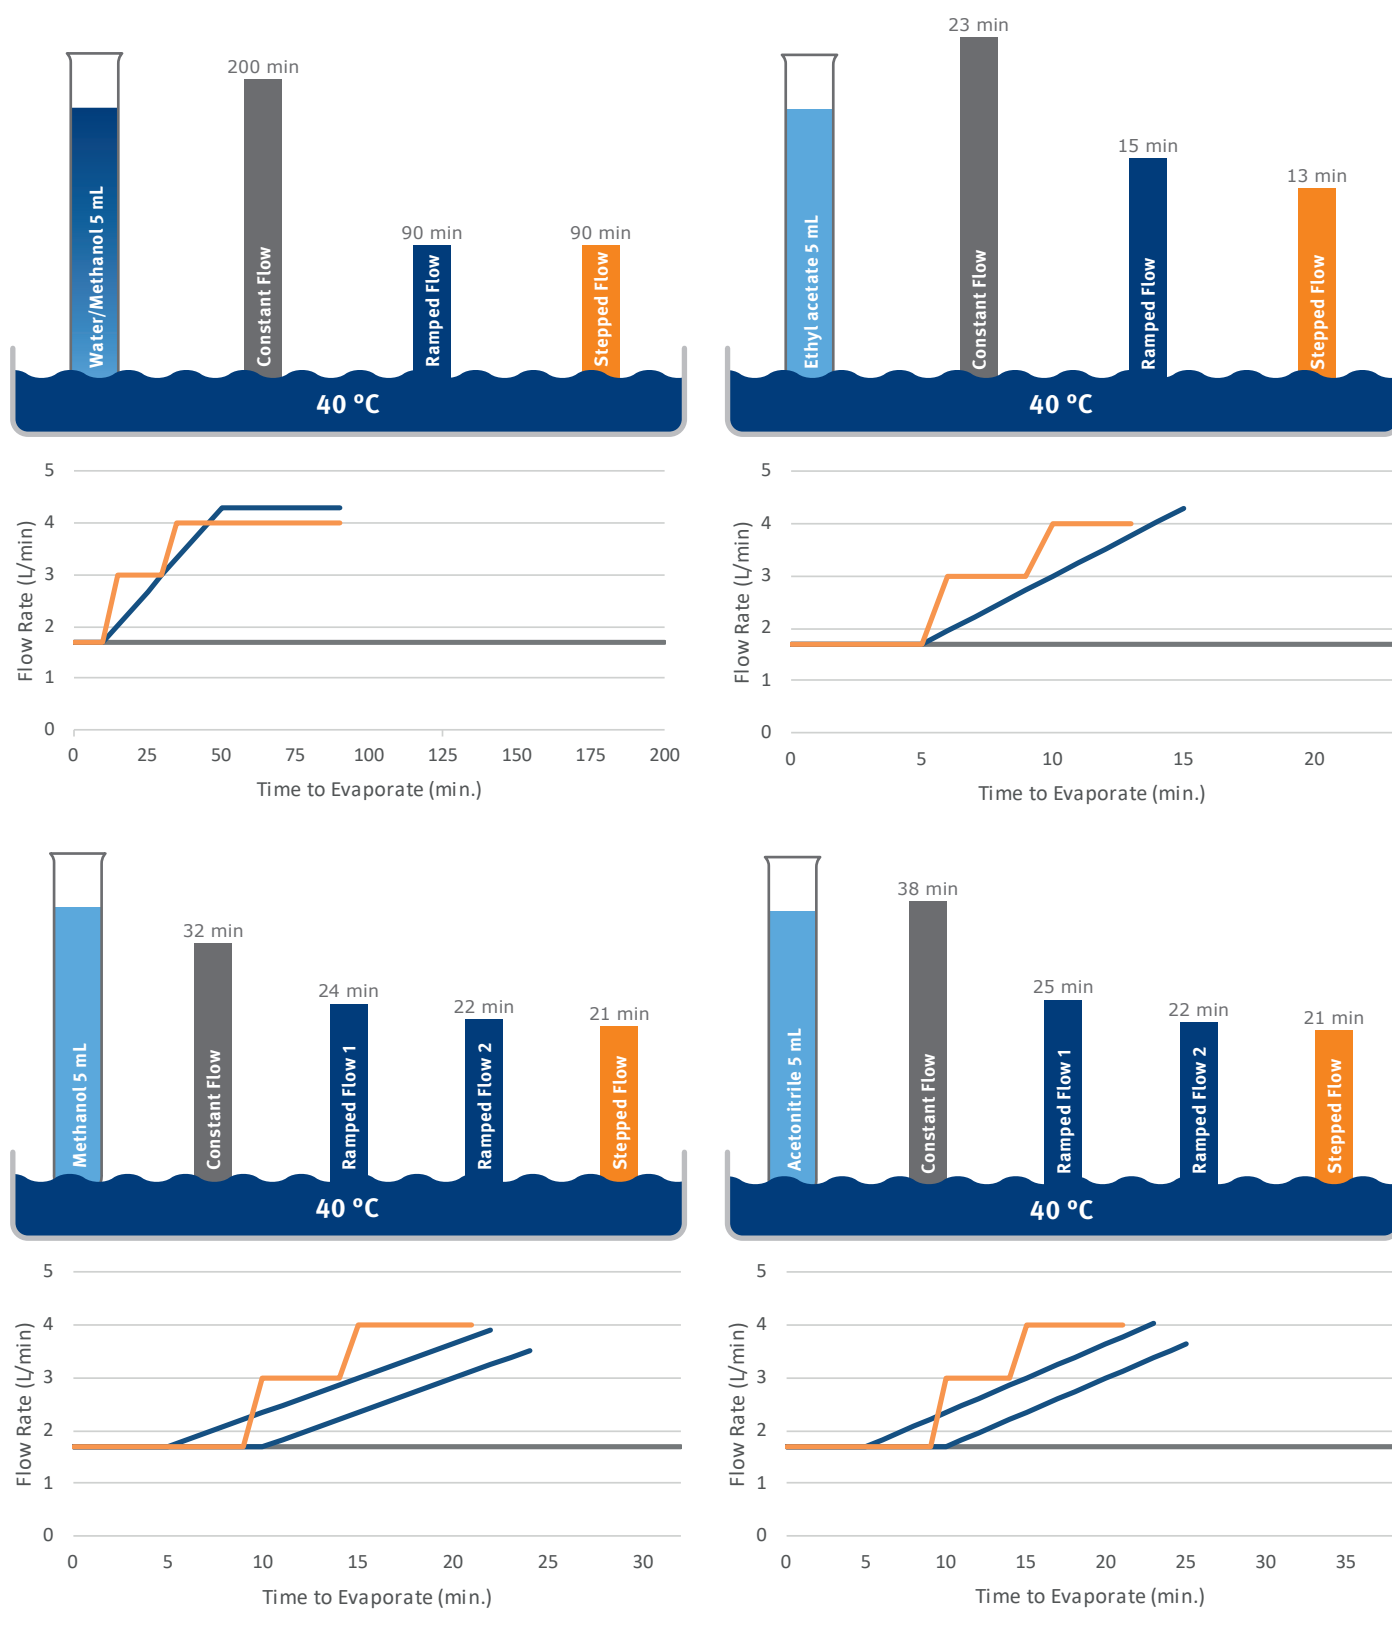 200 min
90 min
90 min
Water/Methanol 5 mL
Constant Flow
Ramped Flow
Stepped Flow
40 ºC
5
4
3
2
1
0
Flow Rate (L/min)
0 25 50 75 100 125 150 175 200
Time to Evaporate (min.)
23 min
15 min
13 min
Ethyl acetate 5 mL
Constant Flow
Ramped Flow
Stepped Flow
40 ºC
5
4
3
2
1
0
Flow Rate (L/min)
0 5 10 15 20
Time to Evaporate (min.)
32 min
24 min
22 min
21 min
Methanol 5 mL
Constant Flow
Ramped Flow 1
Ramped Flow 2
Stepped Flow
40 ºC
5
4
3
2
1
0
Flow Rate (L/min)
0 5 10 15 20 25 30
Time to Evaporate (min.)
38 min
25 min
22 min
21 min
Acetonitrile 5 mL
Constant Flow
Ramped Flow 1
Ramped Flow 2
Stepped Flow
40 ºC
5
4
3
2
1
0
Flow Rate (L/min)
0 5 10 15 20 25 30 35
Time to Evaporate (min.)